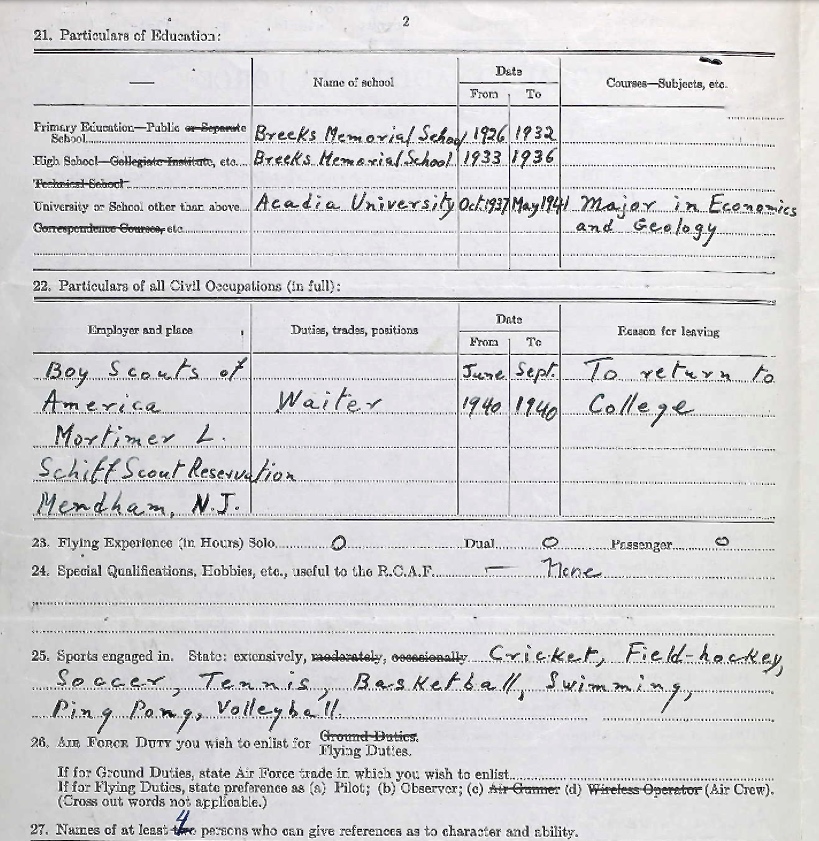 2
21. Particulars of Education:
Name of school
Date
Courses—Subjects, etc.
From To
Primary Education—Public or Separate
School Breeks Memorial School 1926 1932
High School—Collegiate Institute, etc. Breeks Memorial School 1933 1936
Technical School
University or School other than above Acadia University Oct.1937 May 1941 Major in Economics
Correspondence Courses, etc and Geology
22. Particulars of all Civil Occupations (in full):
Employer and place Duties, trades, positions Date Reason for leaving
From To
Boy Scouts of June Sept. To return to
America Waiter 1940 1940 College
Mortimer L.
Schiff Scout Reservation
Mendham, N.J.
23. Flying Experience (in Hours) Solo 0 Dual 0 Passenger 0
24. Special Qualifications, Hobbies, etc., useful to the R.C.A.F. — None
25. Sports engaged in. State: extensively, moderately, occasionally Cricket, Field-hockey,
Soccer, Tennis, Basketball, Swimming,
Ping Pong, Volleyball.
26. AIR FORCE DUTY you wish to enlist for Ground Duties.
Flying Duties.
If for Ground Duties, state Air Force trade in which you wish to enlist
If for Flying Duties, state preference as (a) Pilot; (b) Observer; (c) Air Gunner (d) Wireless Operator (Air Crew).
(Cross out words not applicable.)
27. Names of at least two 4 persons who can give references as to character and ability.